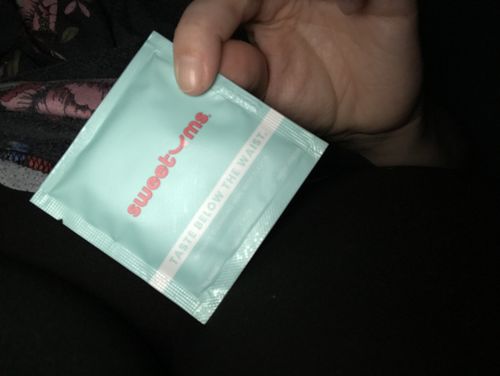 sweetums.
TASTE BELOW THE WAIST.